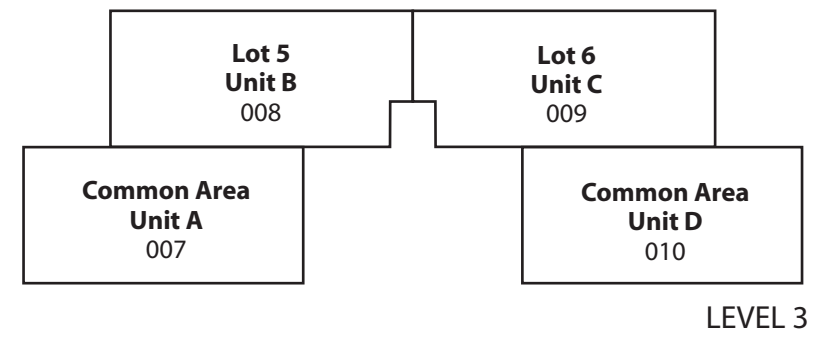 Lot 5
Unit B
008
Lot 6
Unit C
009
Common Area
Unit A
007
Common Area
Unit D
010
LEVEL 3